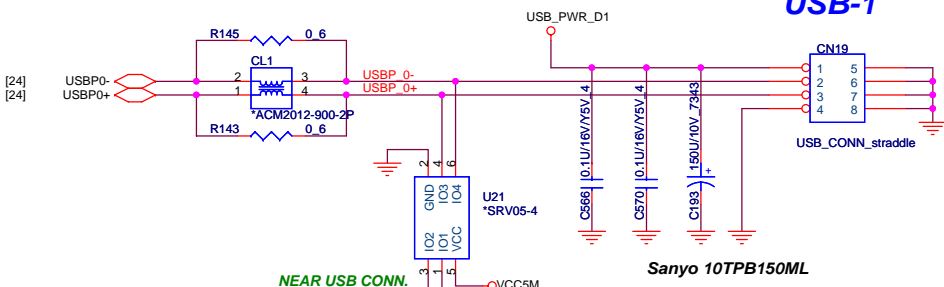 USB-1
USB_PWR_D1
R145 0_6
CN19
CL1
[24] USBP0- 2 3 USBP_0-
[24] USBP0+ 1 4 USBP_0+
*ACM2012-900-2P
R143 0_6
1 5
2 6
3 7
4 8
USB_CONN_straddle
C566 0.1U/16V/Y5V_4
C570 0.1U/16V/Y5V_4
C193 150U/10V_7343
+
2 4 6
GND IO3 IO4
U21
*SRV05-4
IO2 IO1 VCC
3 1 5
VCC5M
NEAR USB CONN.
Sanyo 10TPB150ML